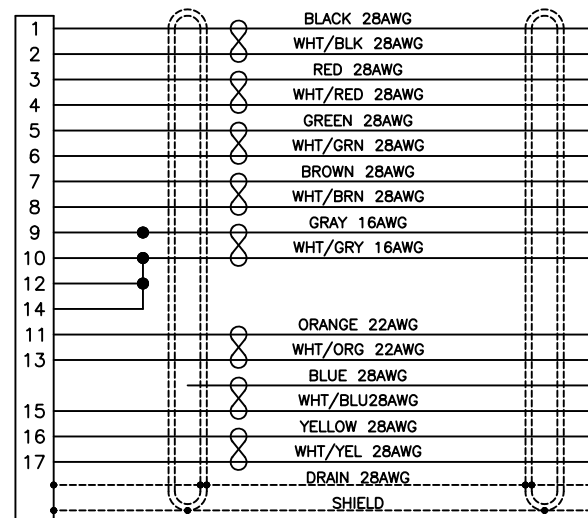 1 BLACK 28AWG
2 WHT/BLK 28AWG
3 RED 28AWG
4 WHT/RED 28AWG
5 GREEN 28AWG
6 WHT/GRN 28AWG
7 BROWN 28AWG
8 WHT/BRN 28AWG
9 GRAY 16AWG
10 WHT/GRY 16AWG
12
14
11 ORANGE 22AWG
13 WHT/ORG 22AWG
BLUE 28AWG
15 WHT/BLU28AWG
16 YELLOW 28AWG
17 WHT/YEL 28AWG
DRAIN 28AWG
SHIELD